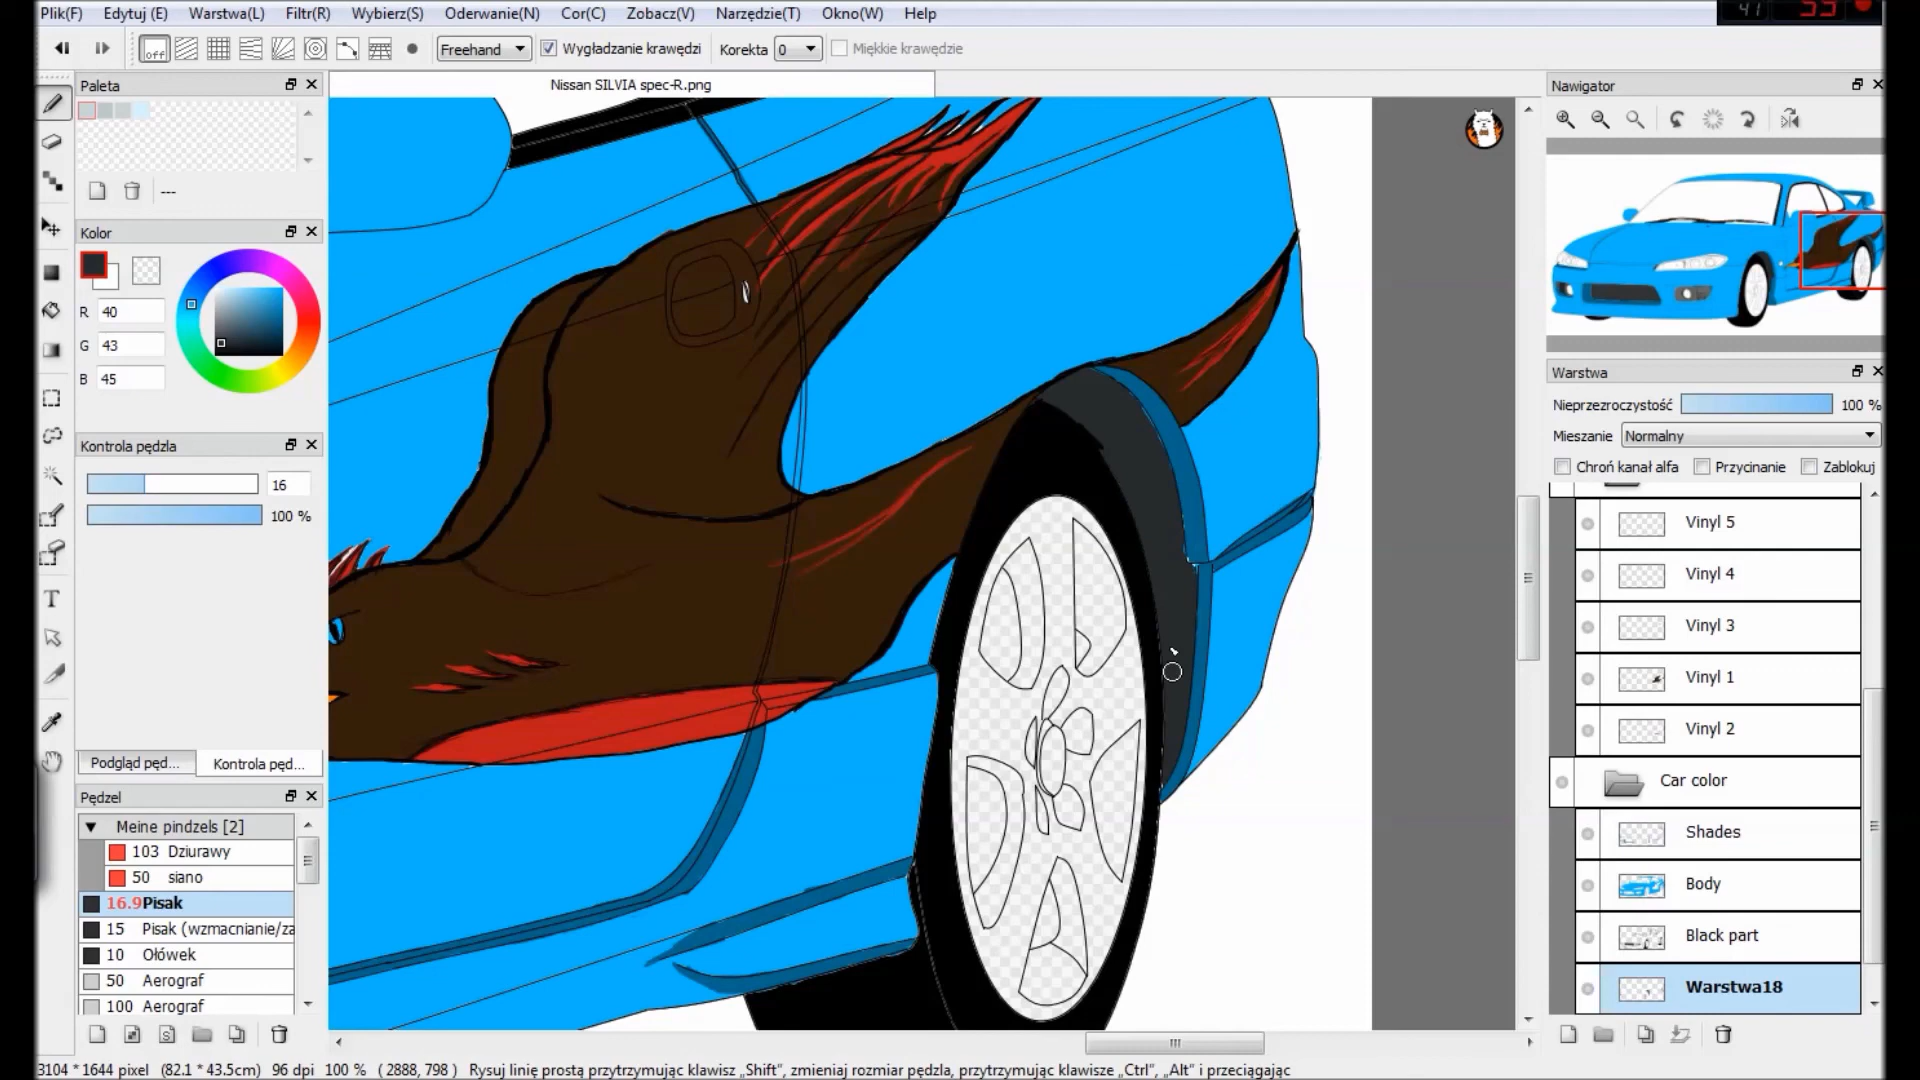 Plik(F) Edytuj (E) Warstwa(L) Filtr(R) Wybierz(S) Oderwanie(N) Cor(C) Zobacz(V) Narzędzie(T) Okno(W) Help
41 55
off Freehand Wygładzanie krawędzi Korekta 0 Miękkie krawędzie
Paleta
Nissan SILVIA spec-R.png
Nawigator
---
Kolor
R 40
G 43
B 45
Warstwa
Nieprzezroczystość 100 %
Mieszanie Normalny
Chroń kanał alfa Przycinanie Zablokuj
Kontrola pędzla
16
100 %
Vinyl 5
Vinyl 4
Vinyl 3
Vinyl 1
Vinyl 2
Car color
Shades
Body
Black part
Warstwa18
T
Podgląd pęd... Kontrola pęd...
Pędzel
Meine pindzels [2]
103 Dziurawy
50 siano
16.9 Pisak
15 Pisak (wzmacnianie/za
10 Ołówek
50 Aerograf
100 Aerograf
S
3104 * 1644 pixel (82.1 * 43.5cm) 96 dpi 100 % ( 2888, 798 ) Rysuj linię prostą przytrzymując klawisz „Shift”, zmieniaj rozmiar pędzla, przytrzymując klawisze „Ctrl”, „Alt” i przeciągając